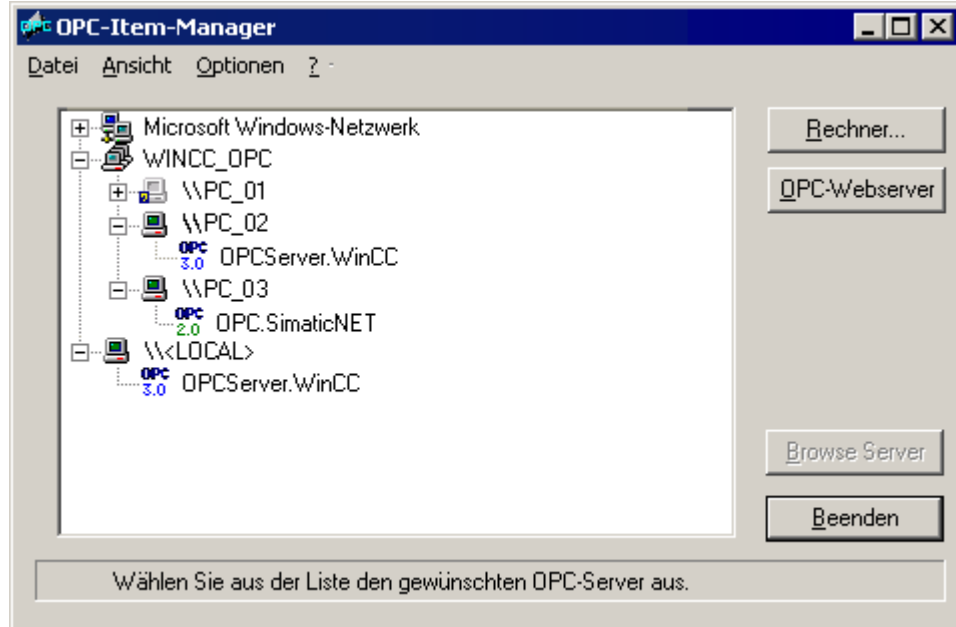 OPC OPC-Item-Manager
Datei Ansicht Optionen ?
Microsoft Windows-Netzwerk
Rechner...
WINCC_OPC
\\PC_01
OPC-Webserver
\\PC_02
OPC 3.0 OPCServer.WinCC
\\PC_03
OPC 2.0 OPC.SimaticNET
\\<LOCAL>
OPC 3.0 OPCServer.WinCC
Browse Server
Beenden
Wählen Sie aus der Liste den gewünschten OPC-Server aus.